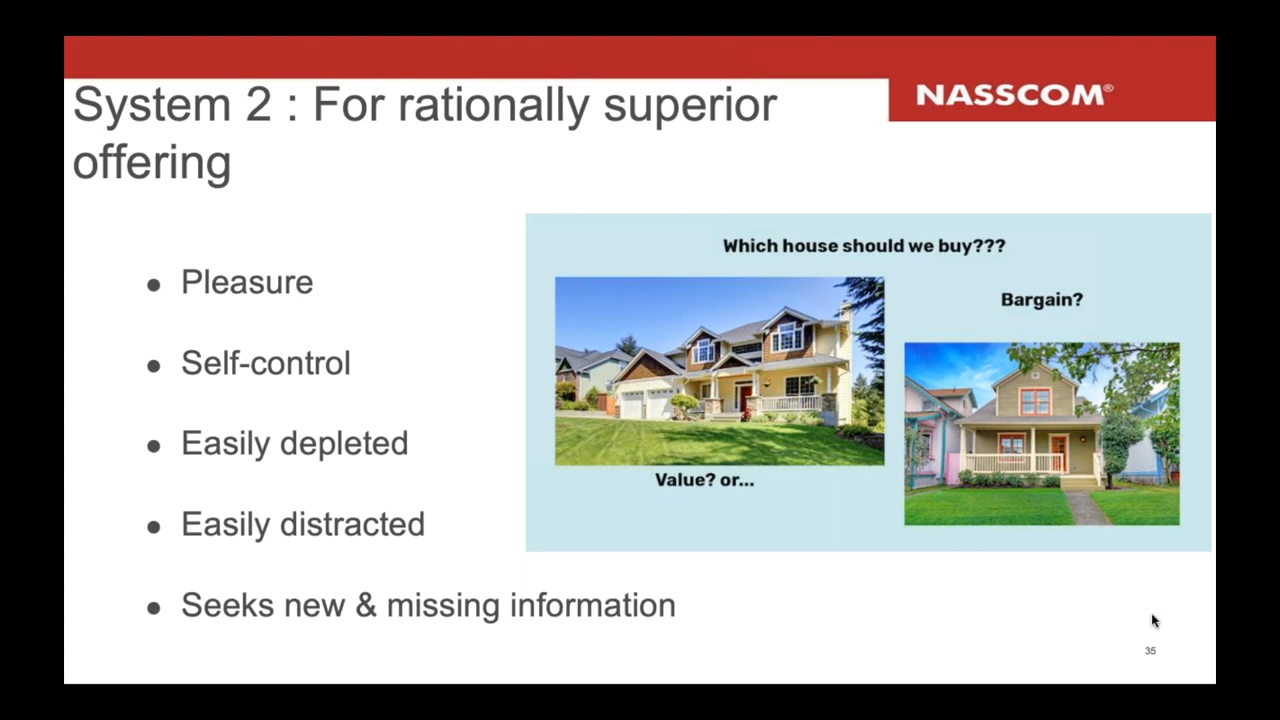 System 2 : For rationally superior
offering
NASSCOM®
● Pleasure
● Self-control
● Easily depleted
● Easily distracted
● Seeks new & missing information
Which house should we buy???
Bargain?
Value? or...
35